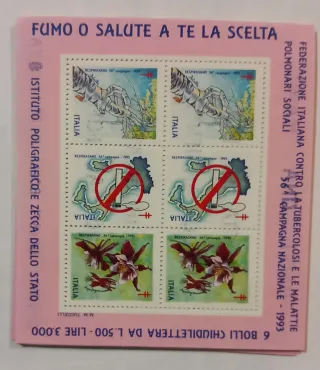 FUMO O SALUTE A TE LA SCELTA
FEDERAZIONE ITALIANA CONTRO LA TUBERCOLOSI E LE MALATTIE
POLMONARI SOCIALI
56ª CAMPAGNA NAZIONALE - 1993
ISTITUTO POLIGRAFICO E ZECCA DELLO STATO
ITALIA
ITALIA
ITALIA
ITALIA
ITALIA
ITALIA
6 BOLLI CHIUDILETTERA DA L. 500 - LIRE 3.000